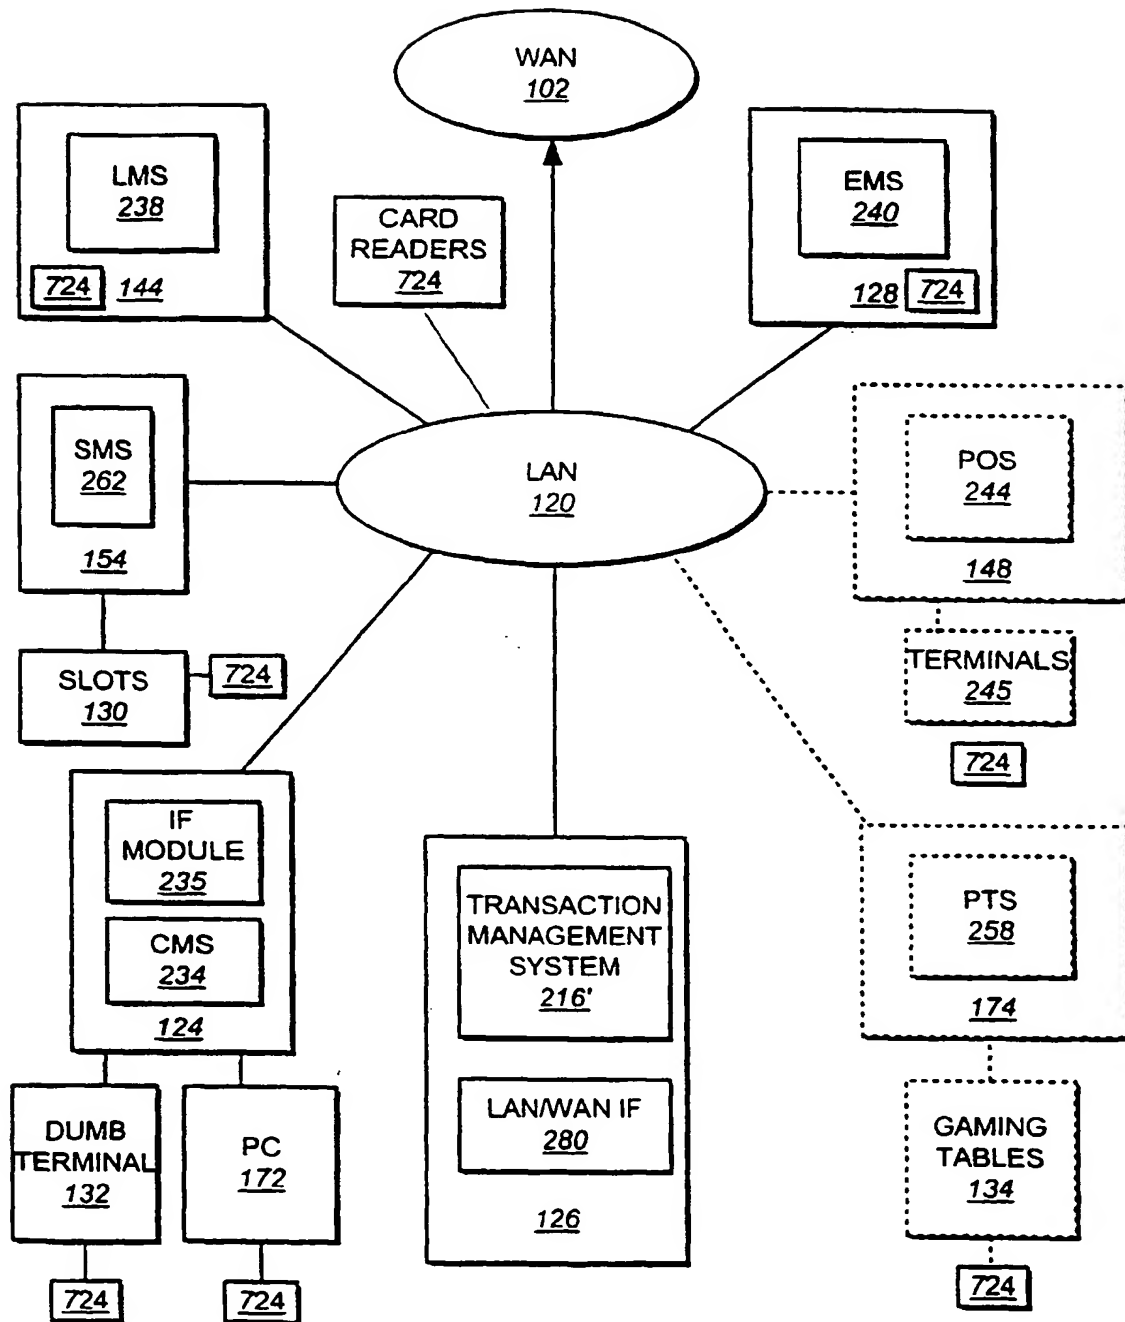 WAN
102
LMS
238
724 144
CARD
READERS
724
EMS
240
128 724
SMS
262
154
LAN
120
POS
244
148
SLOTS
130
724
TERMINALS
245
724
IF
MODULE
235
CMS
234
124
TRANSACTION
MANAGEMENT
SYSTEM
216'
LAN/WAN IF
280
126
PTS
258
174
DUMB
TERMINAL
132
PC
172
GAMING
TABLES
134
724
724
724